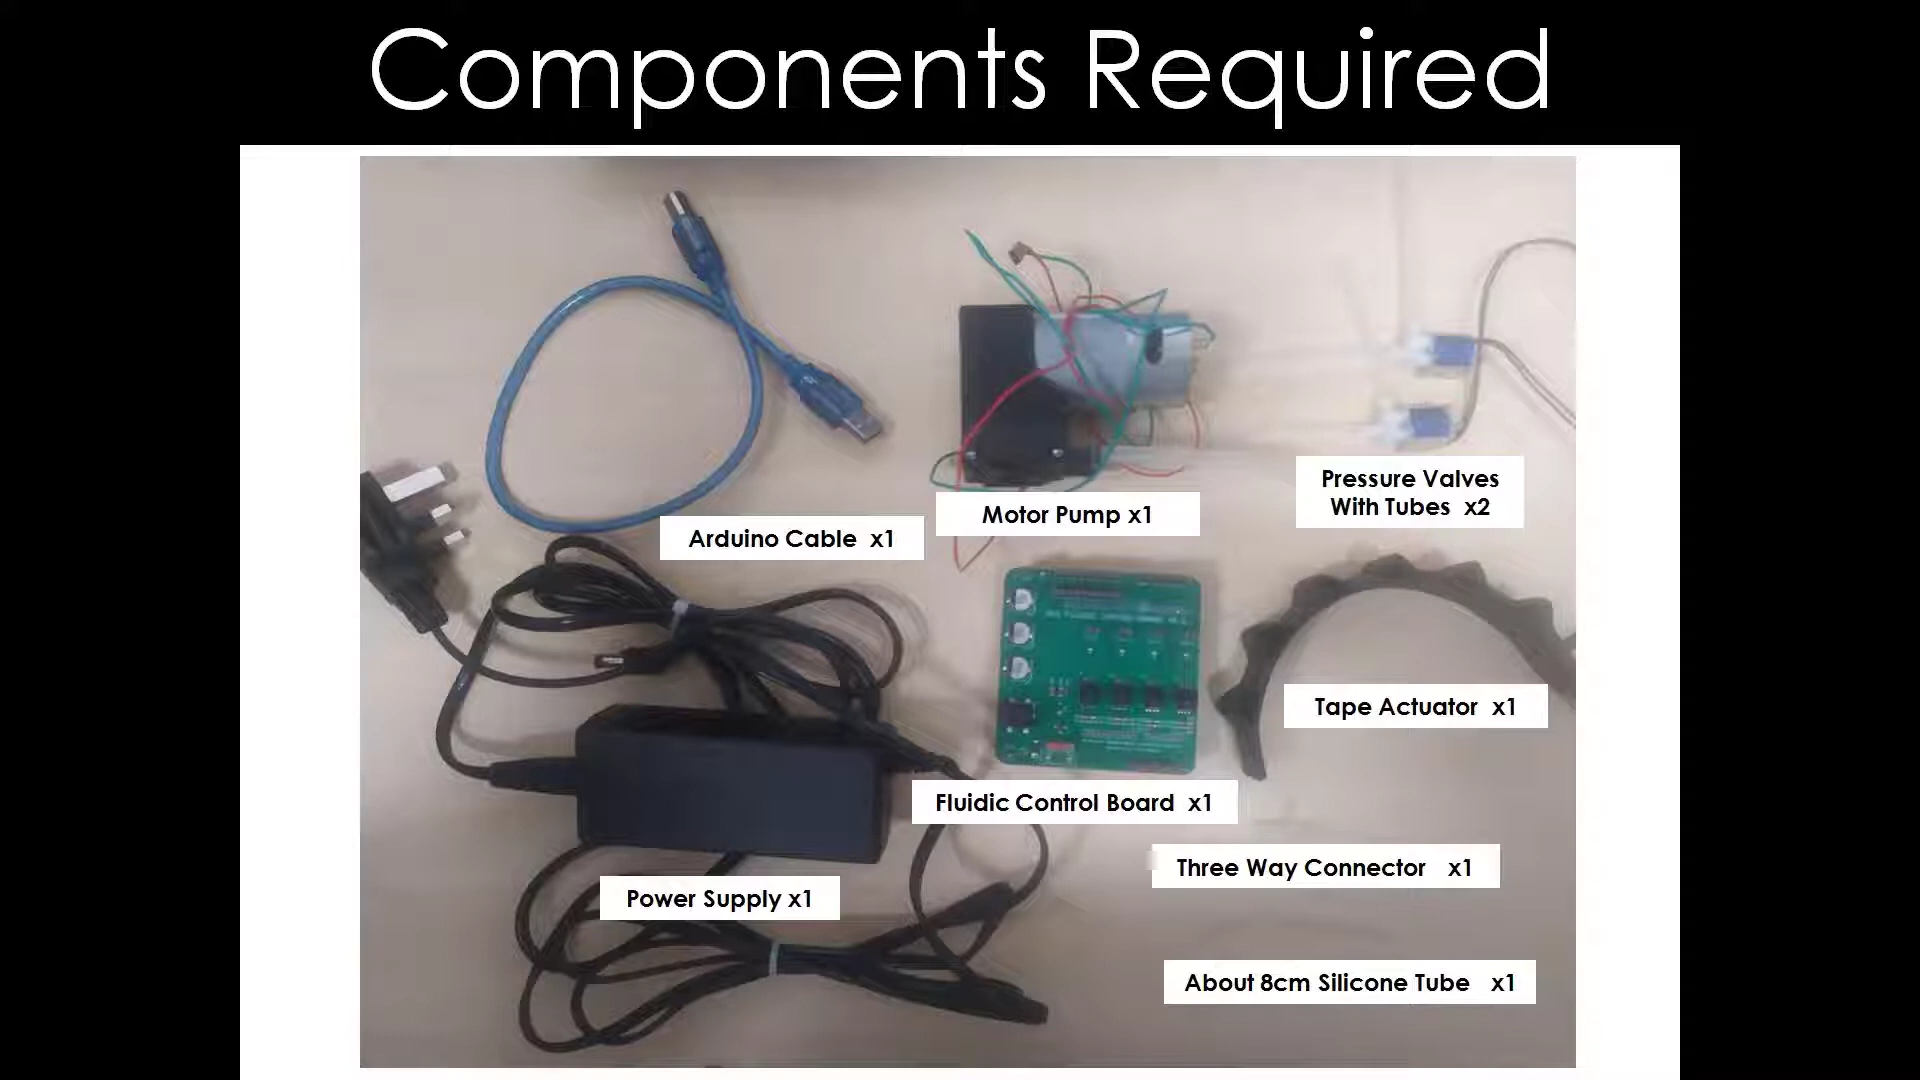 Components Required
Arduino Cable x1
Motor Pump x1
Pressure Valves
With Tubes x2
Tape Actuator x1
Fluidic Control Board x1
Three Way Connector x1
Power Supply x1
About 8cm Silicone Tube x1